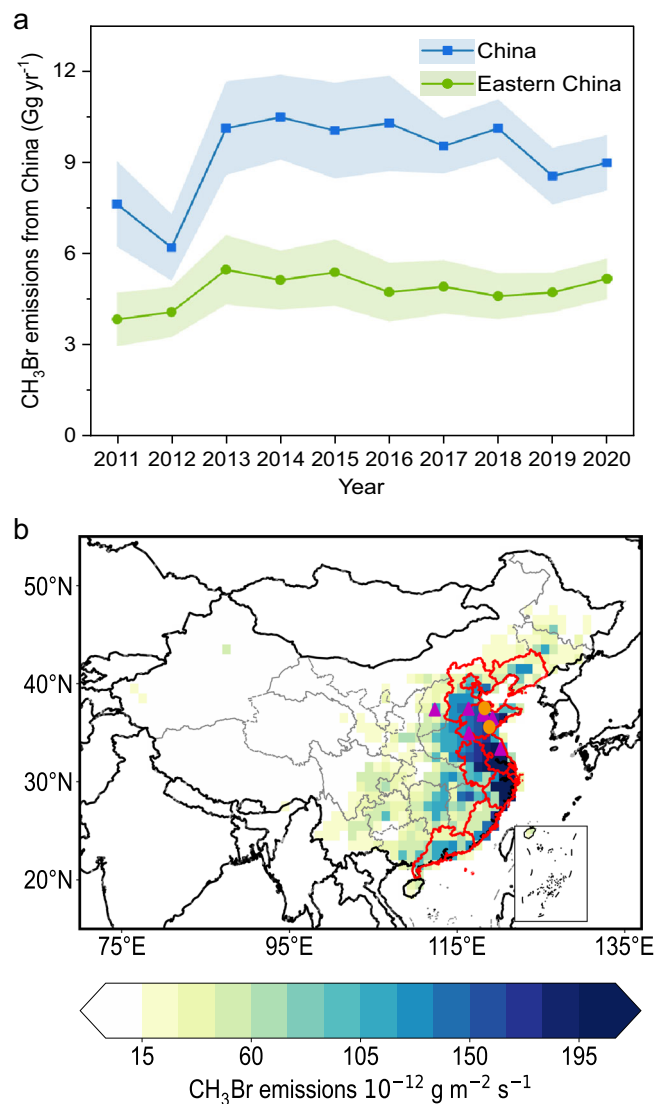 a
CH₃Br emissions from China (Gg yr⁻¹)
12
9
6
3
0
China
Eastern China
2011 2012 2013 2014 2015 2016 2017 2018 2019 2020
Year
b
50°N
40°N
30°N
20°N
75°E 95°E 115°E 135°E
15 60 105 150 195
CH₃Br emissions 10⁻¹² g m⁻² s⁻¹